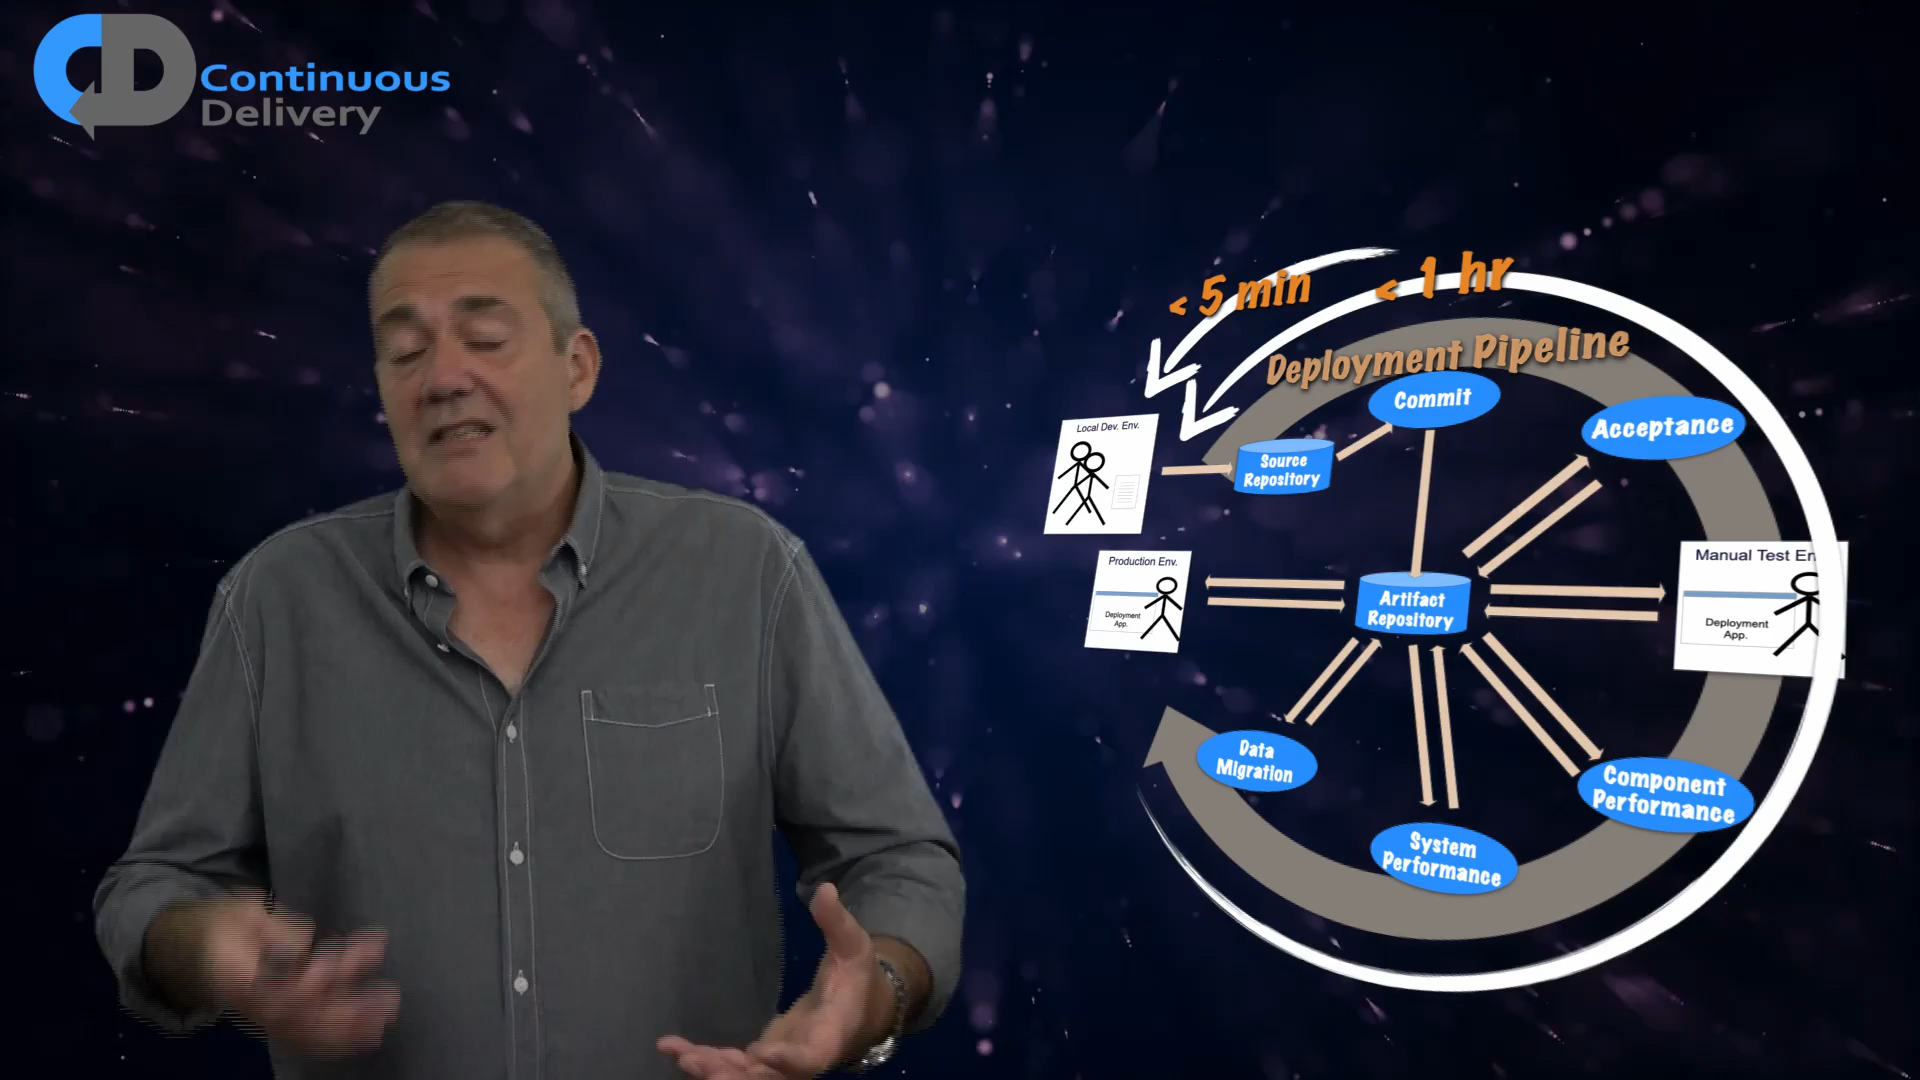 Continuous
Delivery
< 5 min
< 1 hr
Deployment Pipeline
Commit
Acceptance
Local Dev. Env.
Source
Repository
Manual Test En
Production Env.
Deployment
App.
Artifact
Repository
Deployment
App.
Data
Migration
Component
Performance
System
Performance